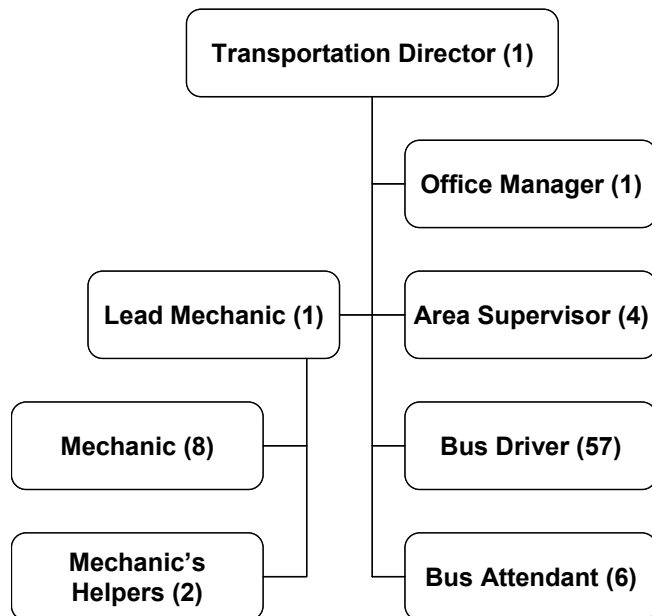 Transportation Director (1)
Office Manager (1)
Lead Mechanic (1)
Area Supervisor (4)
Mechanic (8)
Bus Driver (57)
Mechanic's
Helpers (2)
Bus Attendant (6)